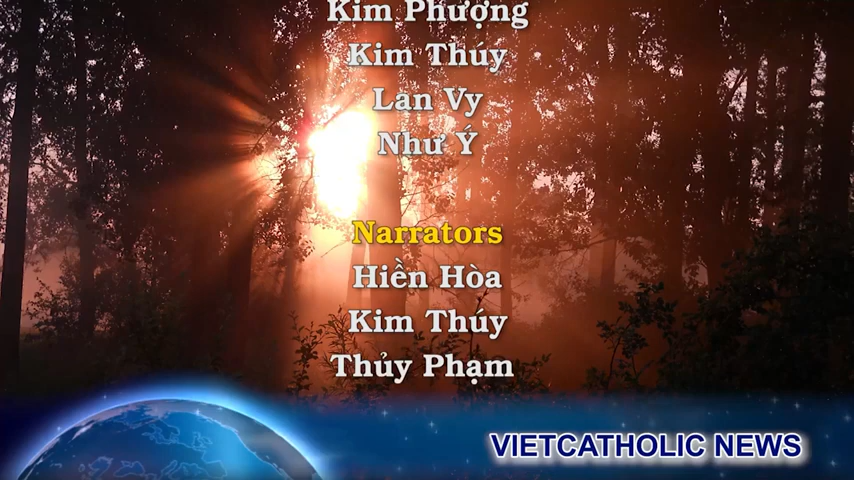 Kim Phượng
Kim Thúy
Lan Vy
Như Ý
Narrators
Hiền Hòa
Kim Thúy
Thủy Phạm
VIETCATHOLIC NEWS